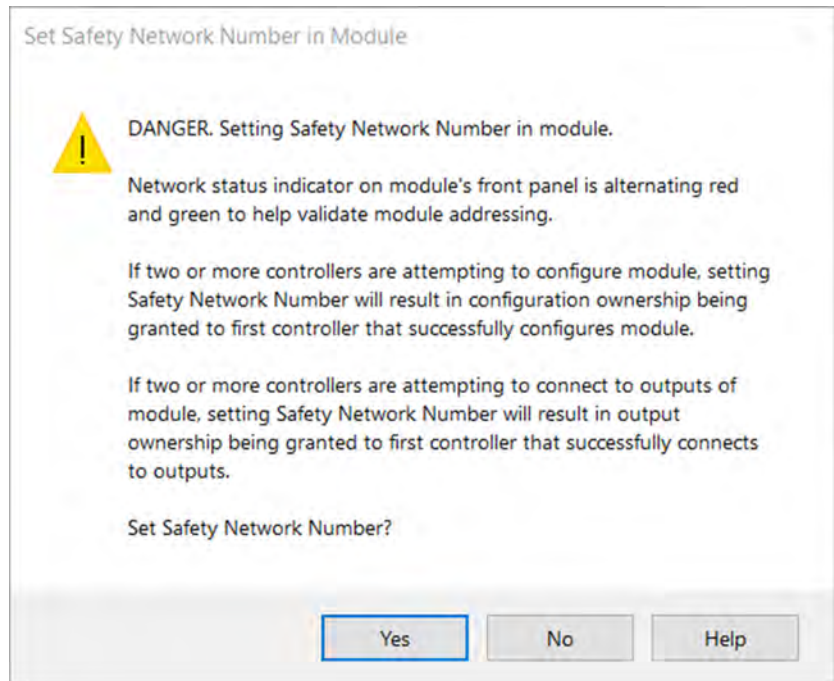 Set Safety Network Number in Module
DANGER. Setting Safety Network Number in module.
Network status indicator on module's front panel is alternating red
and green to help validate module addressing.
If two or more controllers are attempting to configure module, setting
Safety Network Number will result in configuration ownership being
granted to first controller that successfully configures module.
If two or more controllers are attempting to connect to outputs of
module, setting Safety Network Number will result in output
ownership being granted to first controller that successfully connects
to outputs.
Set Safety Network Number?
Yes No Help